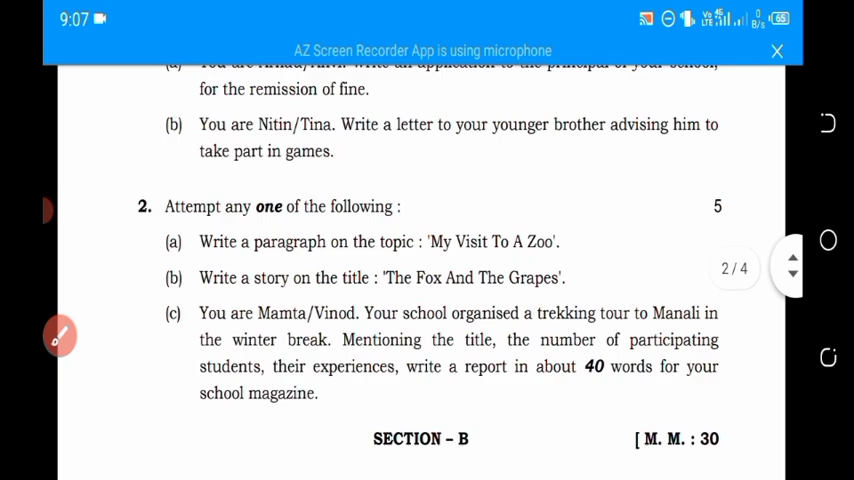 9:07
Vo 4G LTE 0 B/s 65
AZ Screen Recorder App is using microphone
for the remission of fine.
(b) You are Nitin/Tina. Write a letter to your younger brother advising him to
take part in games.
2. Attempt any one of the following : 5
(a) Write a paragraph on the topic : 'My Visit To A Zoo'.
(b) Write a story on the title : 'The Fox And The Grapes'.
2 / 4
(c) You are Mamta/Vinod. Your school organised a trekking tour to Manali in
the winter break. Mentioning the title, the number of participating
students, their experiences, write a report in about 40 words for your
school magazine.
SECTION – B [ M. M. : 30